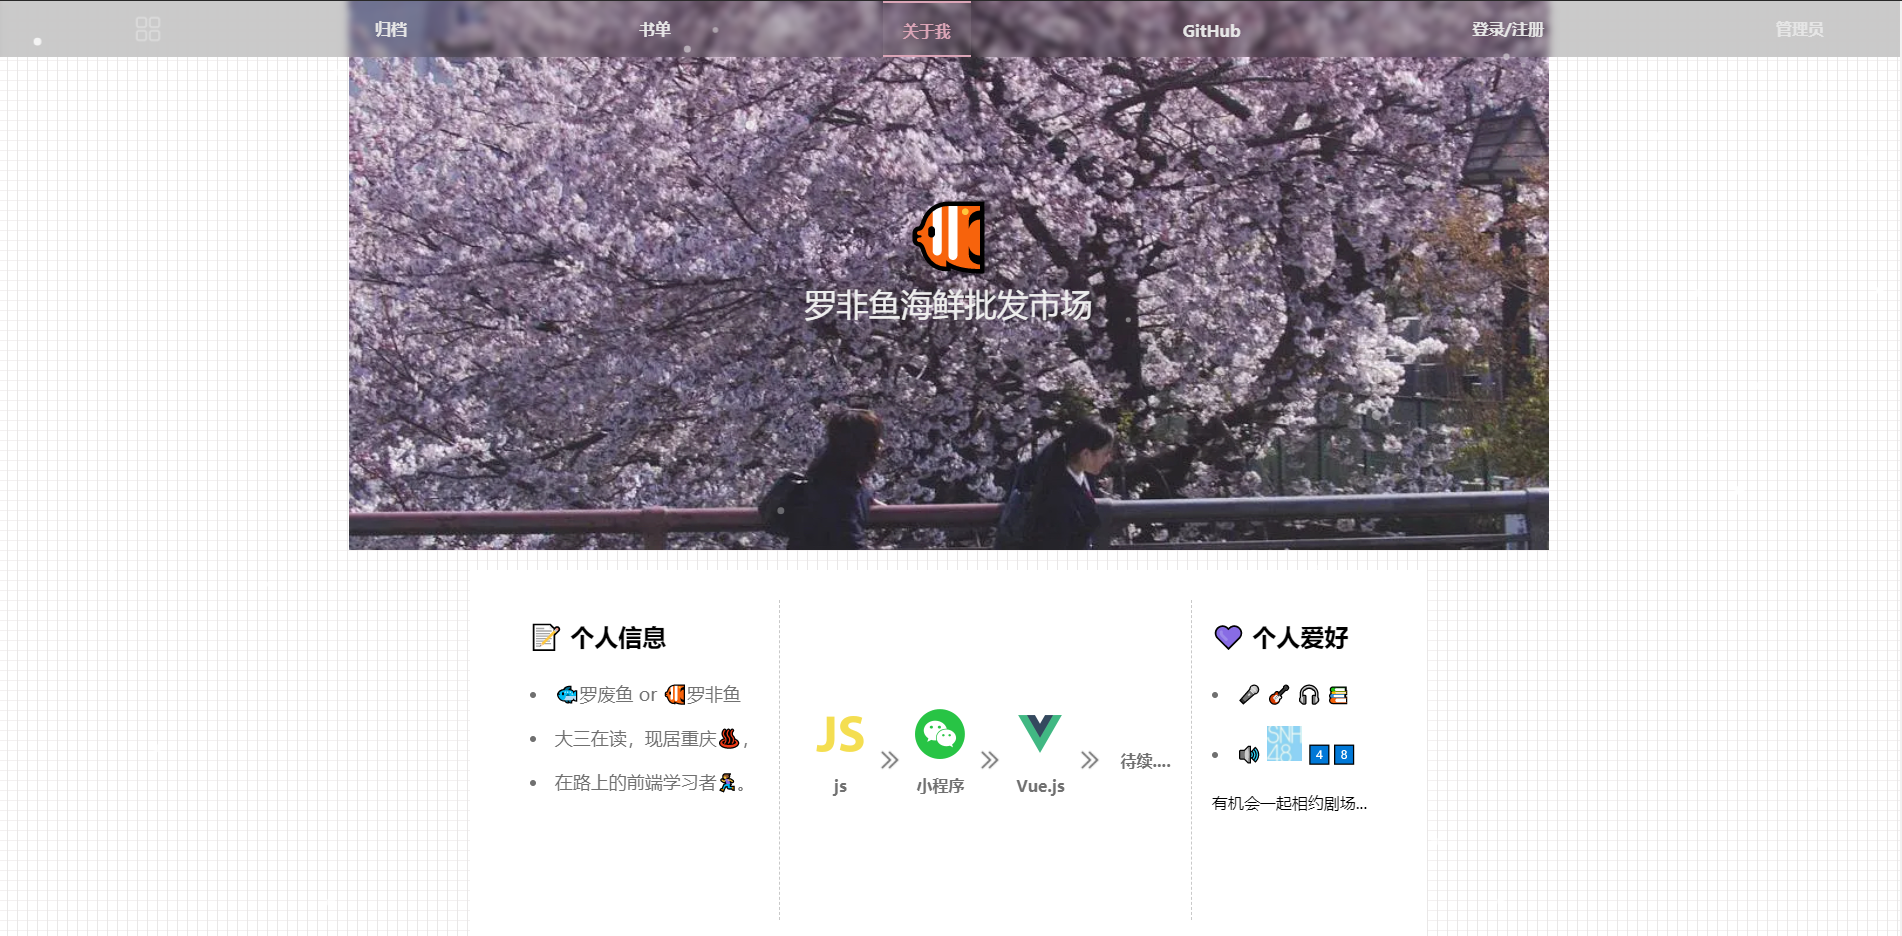 归档 书单 关于我 GitHub 登录/注册 管理员
罗非鱼海鲜批发市场
个人信息
罗废鱼 or 罗非鱼
大三在读，现居重庆，
在路上的前端学习者。
JS
js 小程序 Vue.js 待续....
个人爱好
SNH
48 4 8
有机会一起相约剧场...